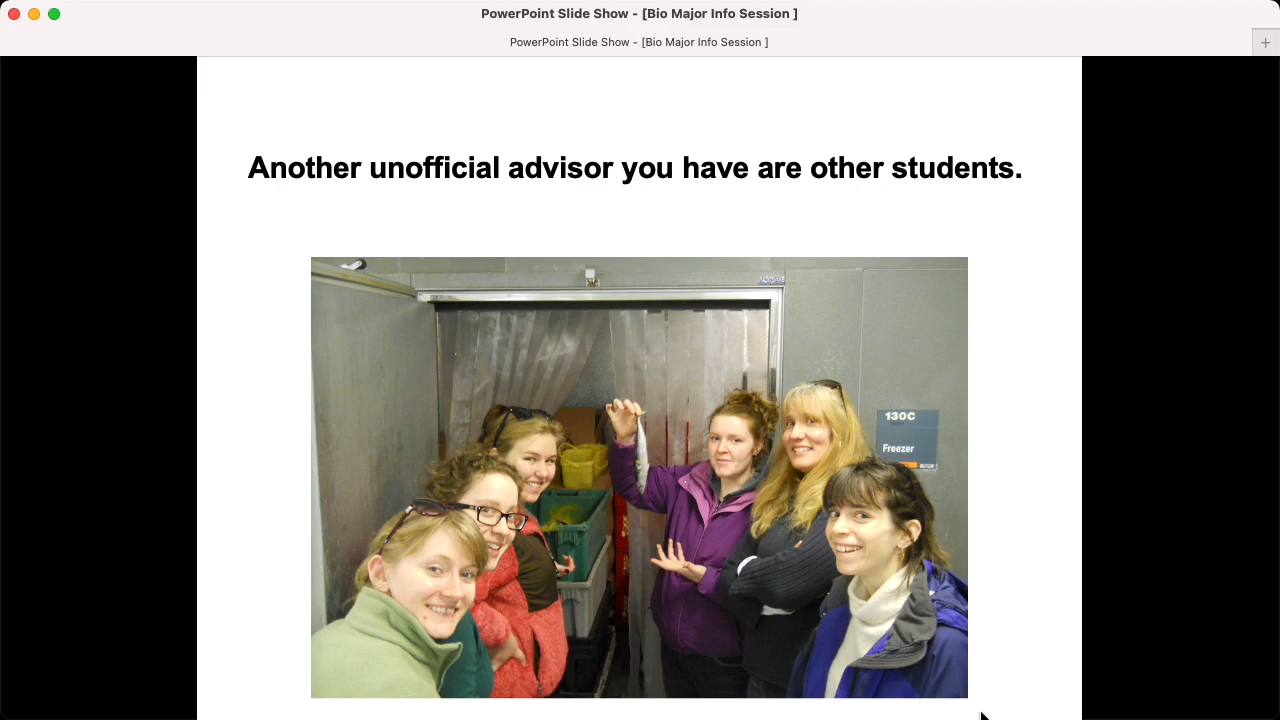 PowerPoint Slide Show - [Bio Major Info Session ]
PowerPoint Slide Show - [Bio Major Info Session ]
Another unofficial advisor you have are other students.
130C
Freezer